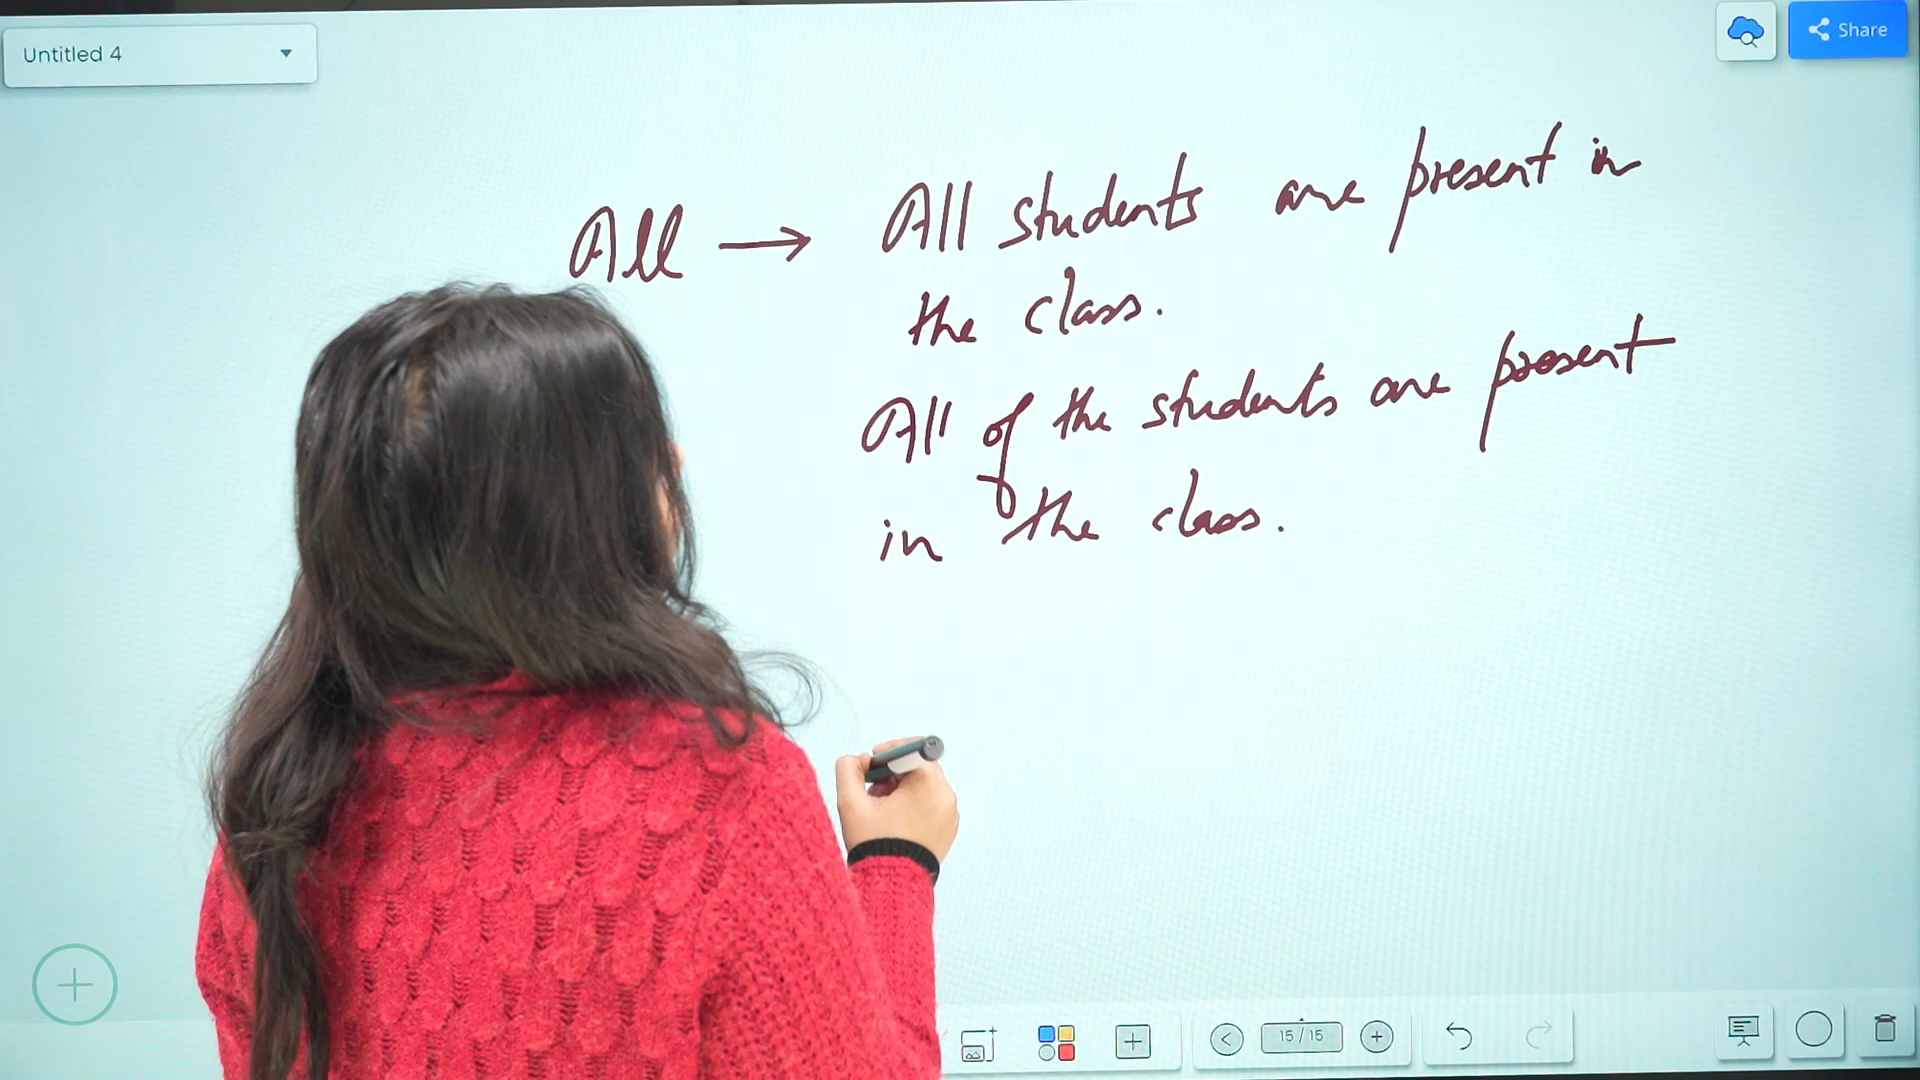 Untitled 4
Share
All → All students are present in
the class.
All of the students are present
in the class.
15/15